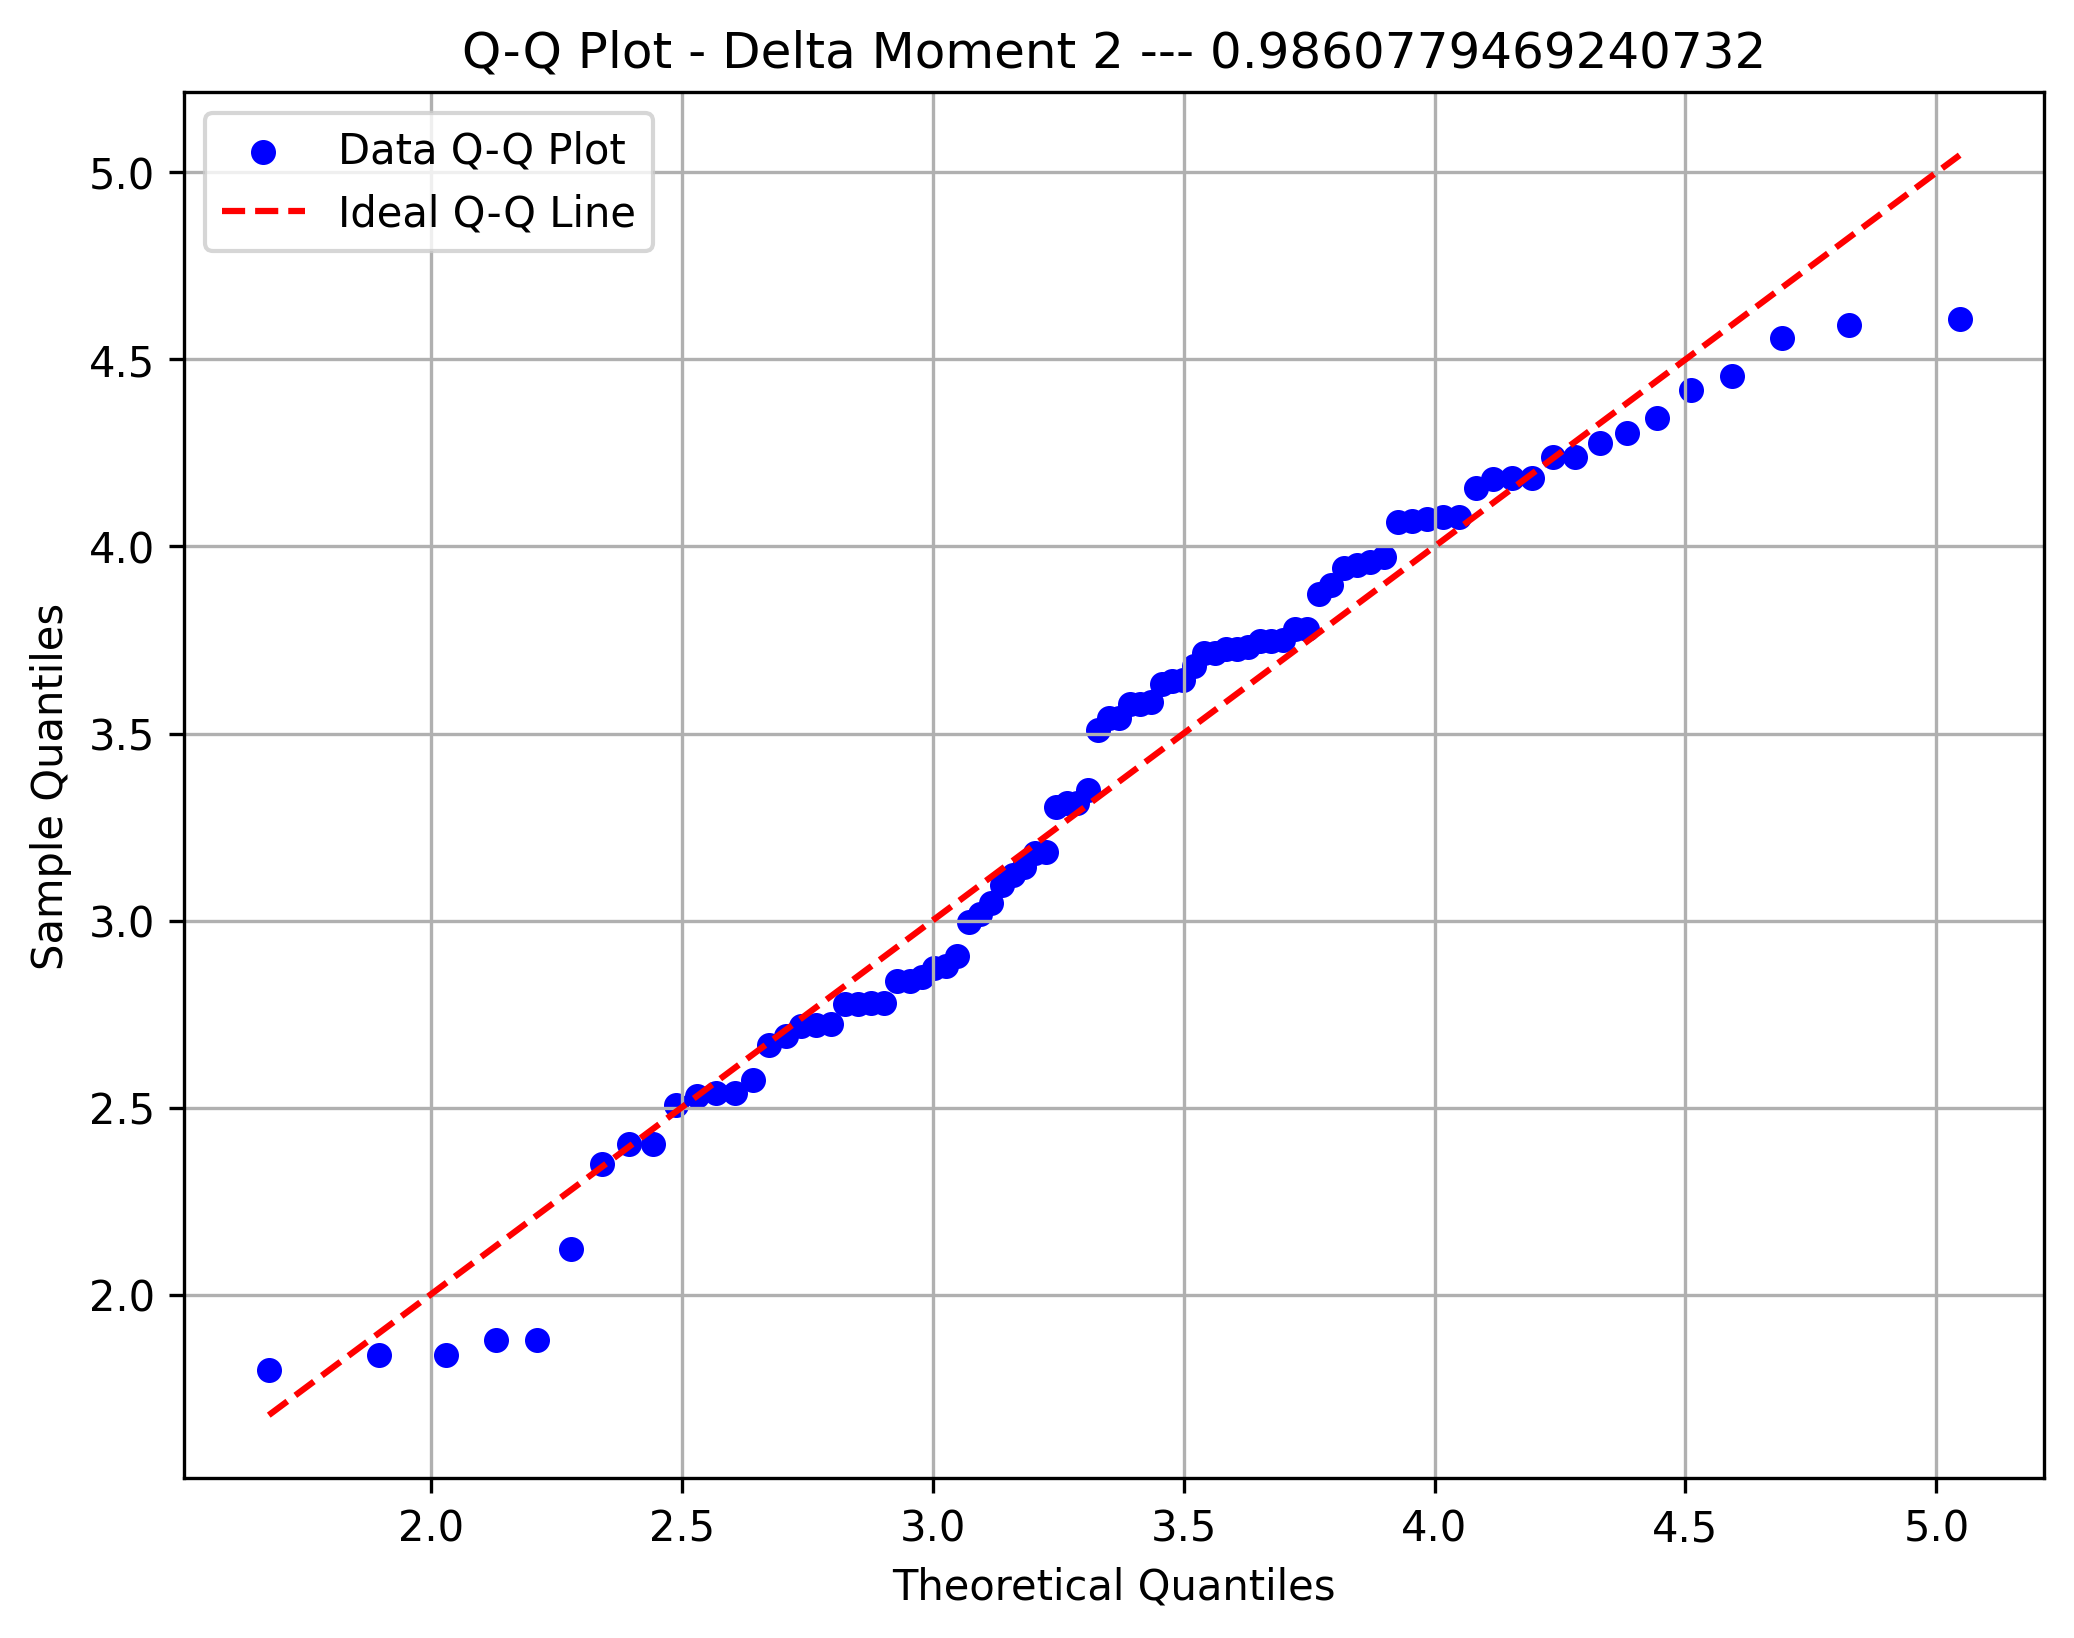 Q-Q Plot - Delta Moment 2 --- 0.9860779469240732
Data Q-Q Plot
Ideal Q-Q Line
5.0
4.5
4.0
3.5
3.0
2.5
2.0
Sample Quantiles
2.0 2.5 3.0 3.5 4.0 4.5 5.0
Theoretical Quantiles